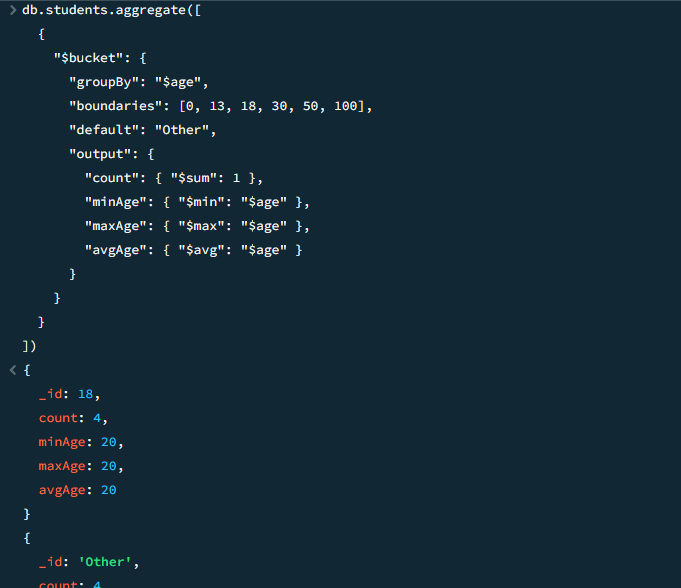 > db.students.aggregate([
{
"$bucket": {
"groupBy": "$age",
"boundaries": [0, 13, 18, 30, 50, 100],
"default": "Other",
"output": {
"count": { "$sum": 1 },
"minAge": { "$min": "$age" },
"maxAge": { "$max": "$age" },
"avgAge": { "$avg": "$age" }
}
}
}
])
< {
_id: 18,
count: 4,
minAge: 20,
maxAge: 20,
avgAge: 20
}
{
_id: 'Other',
count: 4